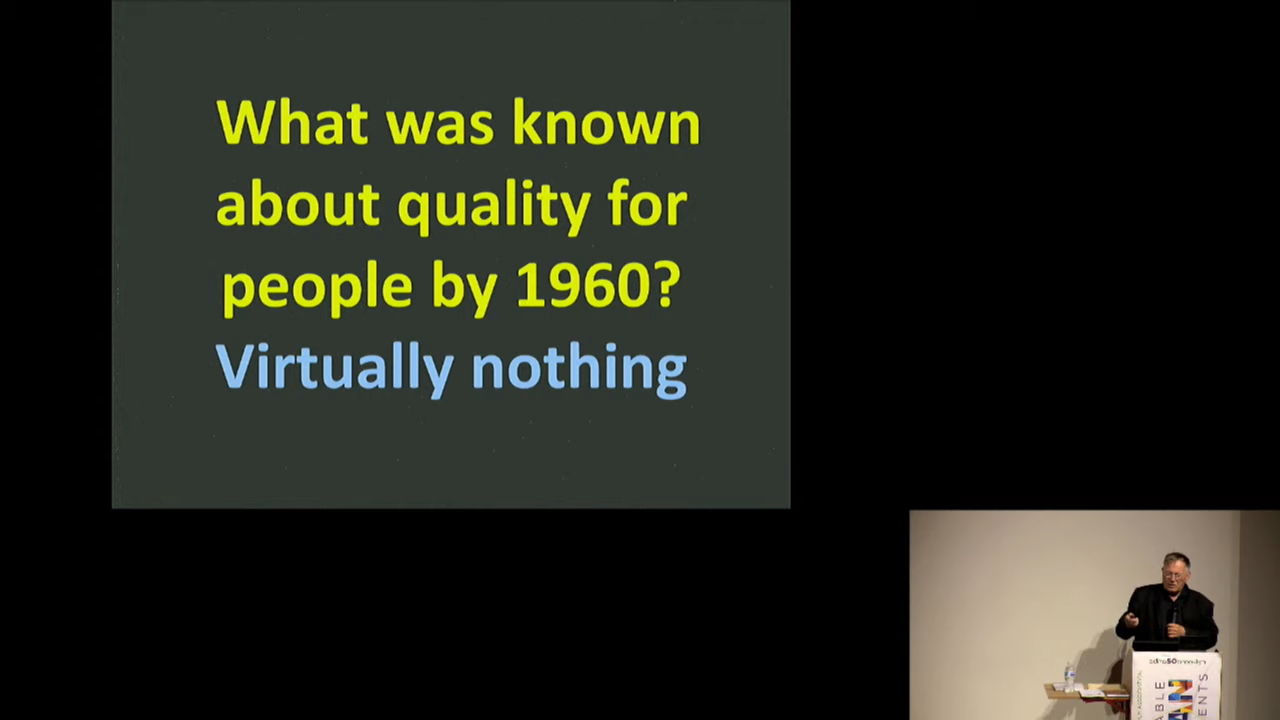 What was known
about quality for
people by 1960?
Virtually nothing